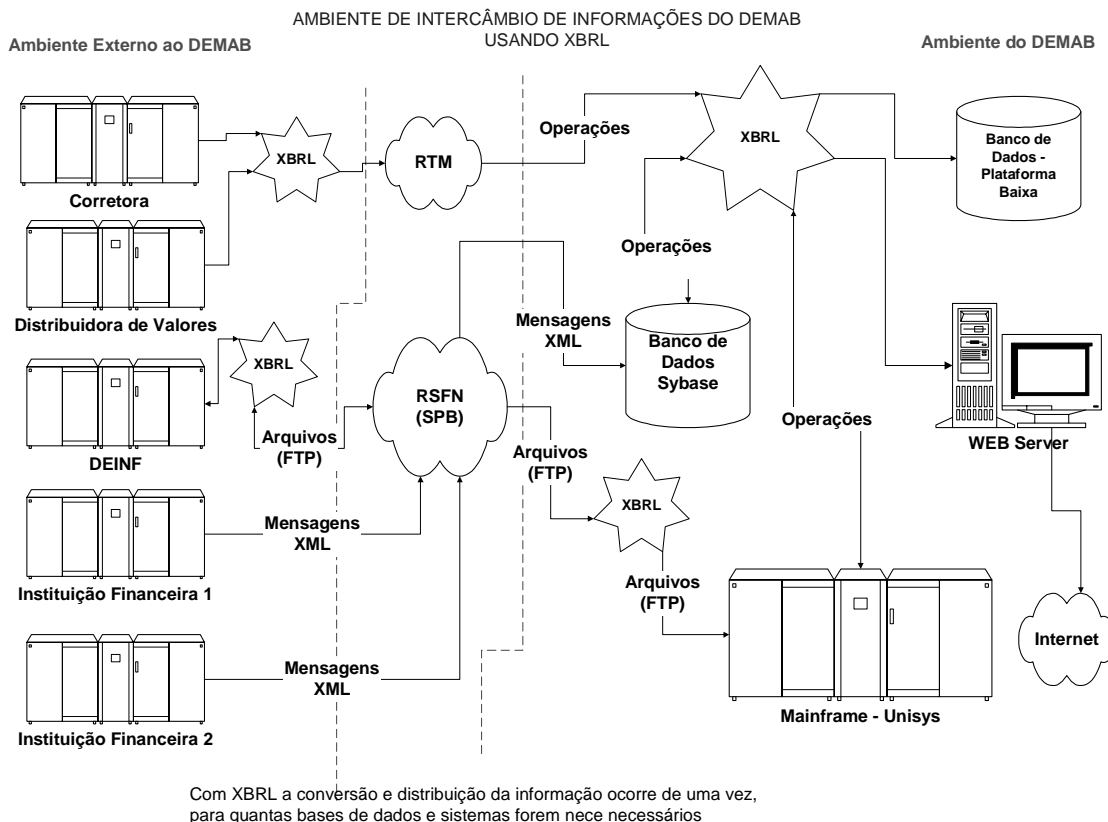 AMBIENTE DE INTERCÂMBIO DE INFORMAÇÕES DO DEMAB
USANDO XBRL
Ambiente Externo ao DEMAB
Ambiente do DEMAB
Corretora
XBRL
RTM
Operações
XBRL
Banco de
Dados -
Plataforma
Baixa
Distribuidora de Valores
Operações
XBRL
DEINF
Arquivos
(FTP)
RSFN
(SPB)
Mensagens
XML
Banco de
Dados
Sybase
Operações
WEB Server
Arquivos
(FTP)
XBRL
Mensagens
XML
Instituição Financeira 1
Arquivos
(FTP)
Internet
Mensagens
XML
Instituição Financeira 2
Mainframe - Unisys
Com XBRL a conversão e distribuição da informação ocorre de uma vez,
para quantas bases de dados e sistemas forem nece necessários